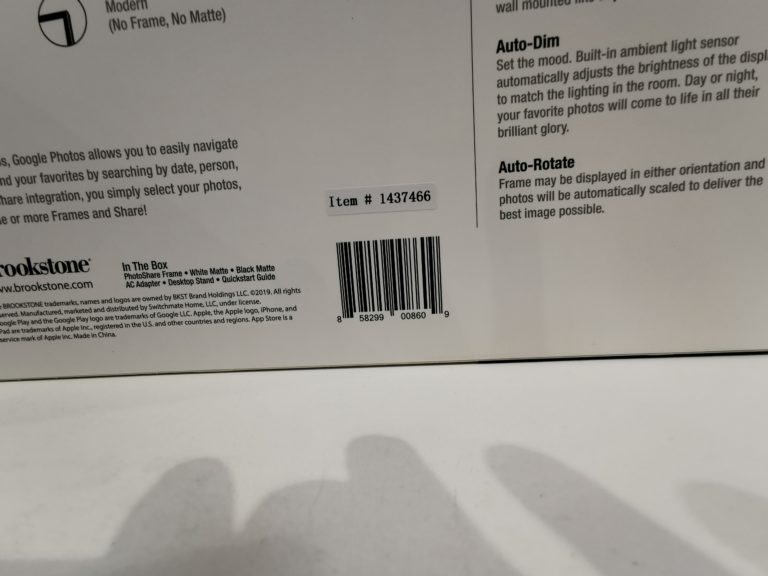 Modern
(No Frame, No Matte)
wall mounted
Auto-Dim
Set the mood. Built-in ambient light sensor
automatically adjusts the brightness of the displ
to match the lighting in the room. Day or night,
your favorite photos will come to life in all their
brilliant glory.
Auto-Rotate
Frame may be displayed in either orientation and
photos will be automatically scaled to deliver the
best image possible.
s, Google Photos allows you to easily navigate
nd your favorites by searching by date, person,
hare integration, you simply select your photos,
e or more Frames and Share!
Item # 1437466
rookstone®
ww.brookstone.com
In The Box
PhotoShare Frame • White Matte • Black Matte
AC Adapter • Desktop Stand • Quickstart Guide
BROOKSTONE trademarks, names and logos are owned by BKST Brand Holdings LLC. ©2019. All rights
erved. Manufactured, marketed and distributed by Switchmate Home, LLC, under license.
oogle Play and the Google Play logo are trademarks of Google LLC. Apple, the Apple logo, iPhone, and
Pad are trademarks of Apple Inc., registered in the U.S. and other countries and regions. App Store is a
service mark of Apple Inc. Made in China.
8 58299 00860 9